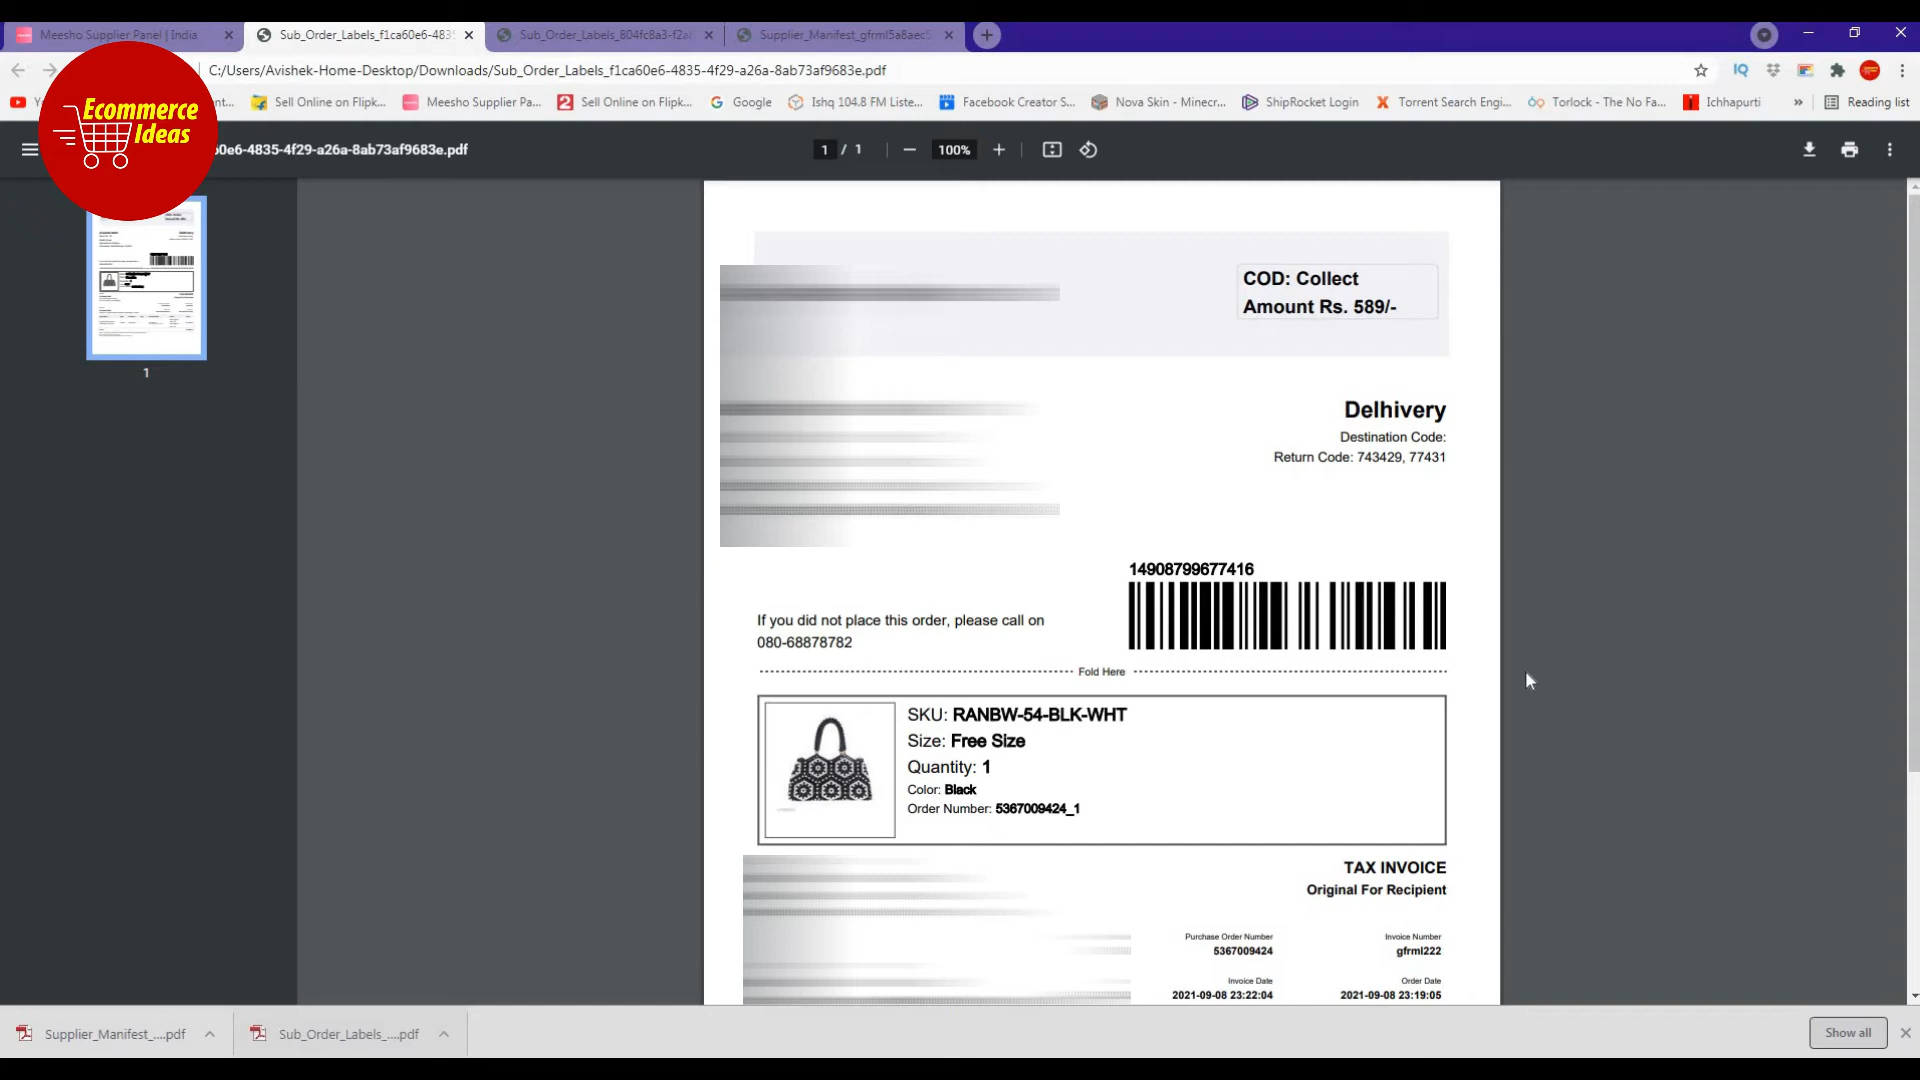 Meesho Supplier Panel | India
Sub_Order_Labels_f1ca60e6-483
Sub_Order_Labels_804fc8a3-f2a
Supplier_Manifest_gfrml5a8aec5
C:/Users/Avishek-Home-Desktop/Downloads/Sub_Order_Labels_f1ca60e6-4835-4f29-a26a-8ab73af9683e.pdf
Sell Online on Flipk...
Meesho Supplier Pa...
Sell Online on Flipk...
Google
Ishq 104.8 FM Liste...
Facebook Creator S...
Nova Skin - Minecr...
ShipRocket Login
Torrent Search Engi...
Torlock - The No Fa...
Ichhapurti
»
Reading list
Ecommerce
Ideas
0e6-4835-4f29-a26a-8ab73af9683e.pdf
1 / 1
100%
1
COD: Collect
Amount Rs. 589/-
Delhivery
Destination Code:
Return Code: 743429, 77431
14908799677416
If you did not place this order, please call on
080-68878782
Fold Here
SKU: RANBW-54-BLK-WHT
Size: Free Size
Quantity: 1
Color: Black
Order Number: 5367009424_1
TAX INVOICE
Original For Recipient
Purchase Order Number
5367009424
Invoice Number
gfrml222
Invoice Date
2021-09-08 23:22:04
Order Date
2021-09-08 23:19:05
Supplier_Manifest_....pdf
Sub_Order_Labels_....pdf
Show all